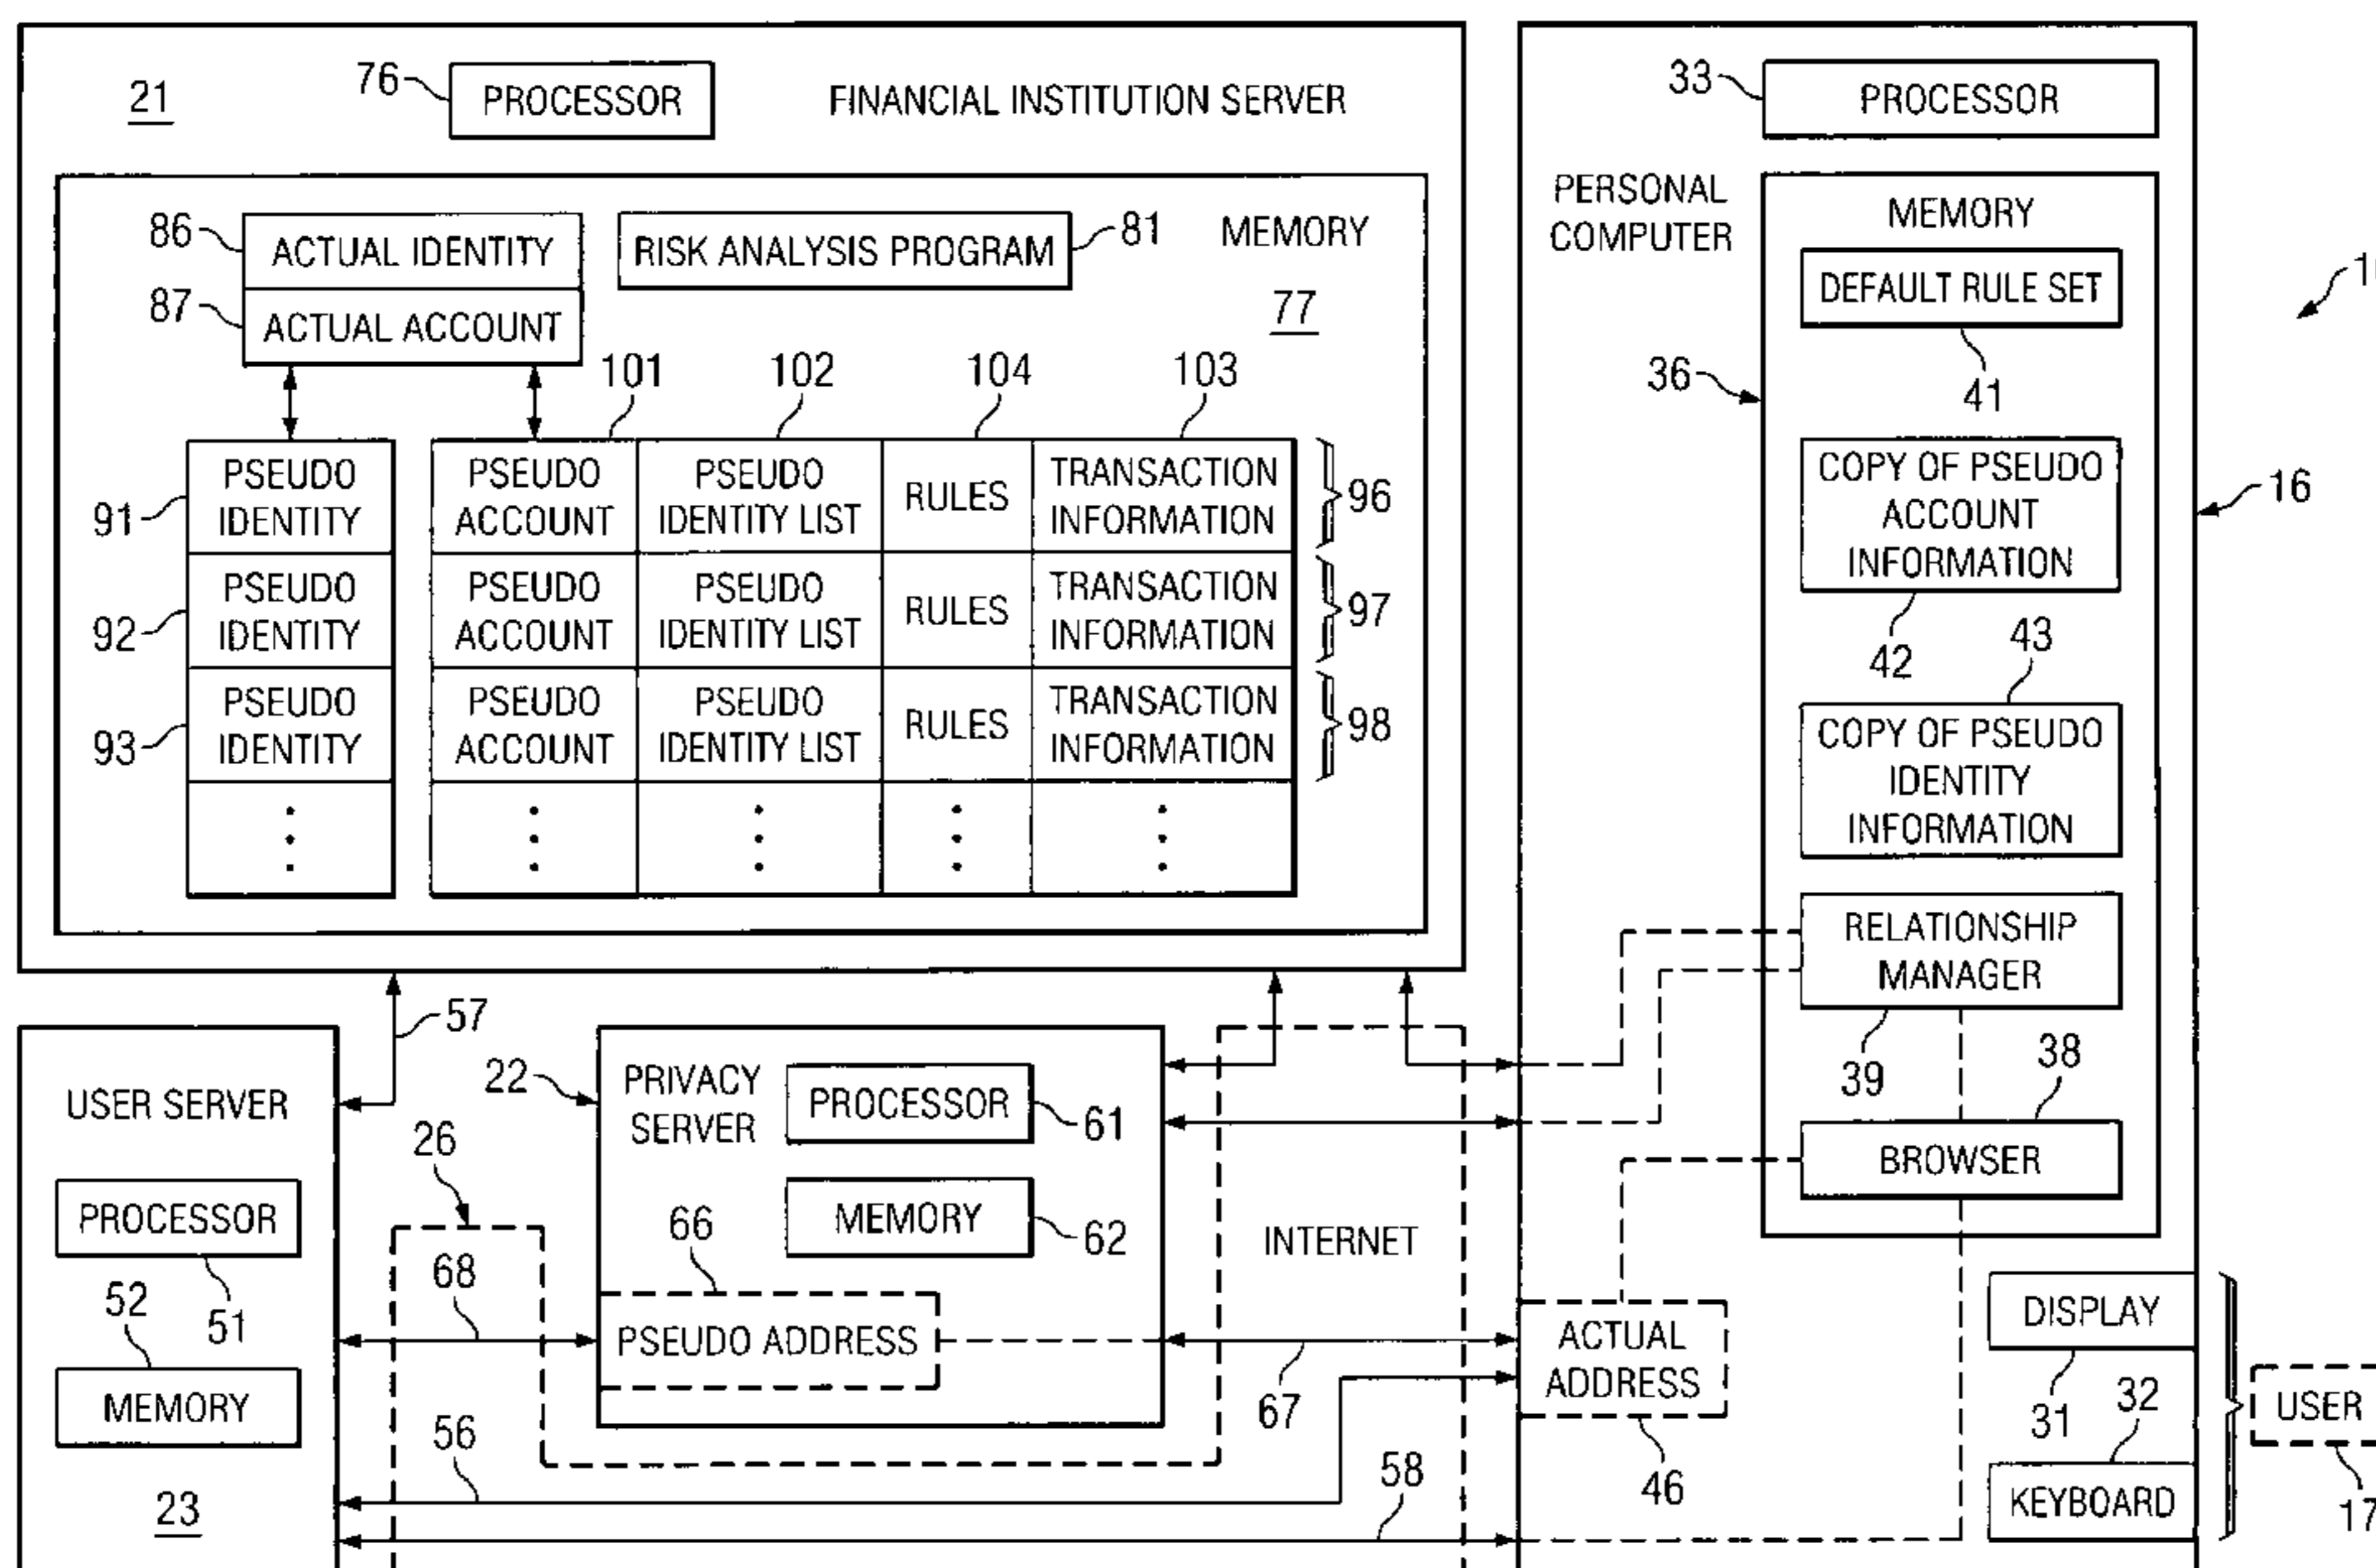 21
76
PROCESSOR
FINANCIAL INSTITUTION SERVER
86
ACTUAL IDENTITY
RISK ANALYSIS PROGRAM
81
MEMORY
87
ACTUAL ACCOUNT
77
101
102
104
103
91
PSEUDO
IDENTITY
PSEUDO
ACCOUNT
PSEUDO
IDENTITY LIST
RULES
TRANSACTION
INFORMATION
96
92
PSEUDO
IDENTITY
PSEUDO
ACCOUNT
PSEUDO
IDENTITY LIST
RULES
TRANSACTION
INFORMATION
97
93
PSEUDO
IDENTITY
PSEUDO
ACCOUNT
PSEUDO
IDENTITY LIST
RULES
TRANSACTION
INFORMATION
98
33
PROCESSOR
PERSONAL
COMPUTER
MEMORY
DEFAULT RULE SET
41
36
COPY OF PSEUDO
ACCOUNT
INFORMATION
42
16
43
COPY OF PSEUDO
IDENTITY
INFORMATION
RELATIONSHIP
MANAGER
39
38
BROWSER
57
USER SERVER
PROCESSOR
51
52
MEMORY
23
22
PRIVACY
SERVER
PROCESSOR
61
MEMORY
62
26
68
66
PSEUDO ADDRESS
INTERNET
67
56
58
ACTUAL
ADDRESS
46
DISPLAY
31
32
KEYBOARD
USER
17